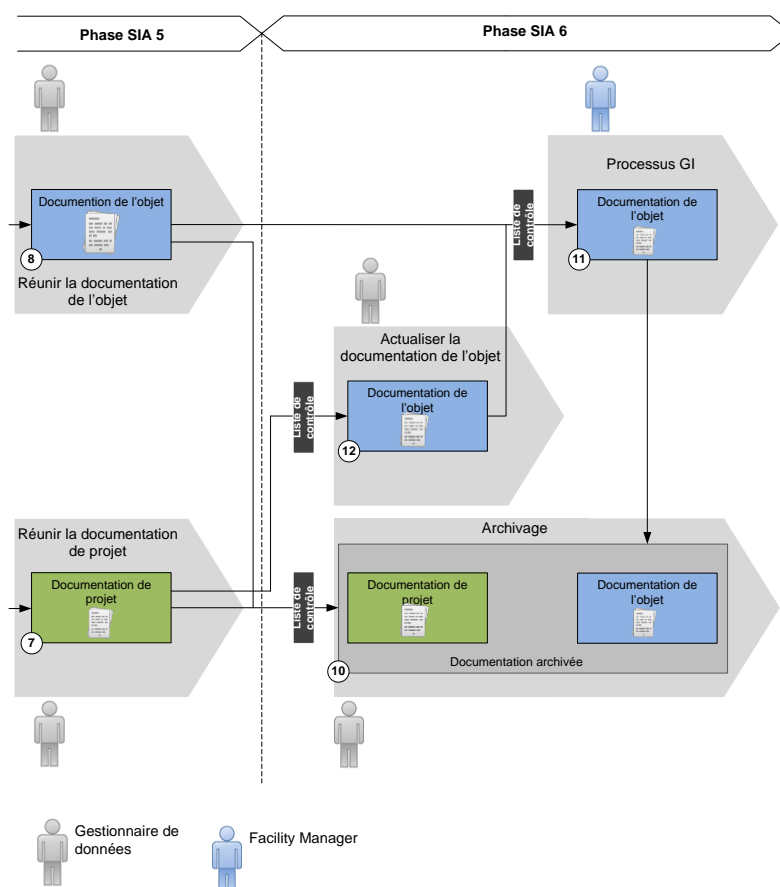 Phase SIA 5
Phase SIA 6
Processus GI
Documention de l'objet
8
Réunir la documentation
de l'objet
Liste de
contrôle
Documentation de
l'objet
11
Actualiser la
documentation de l'objet
Liste de
contrôle
Documentation de
l'objet
12
Réunir la documentation
de projet
Documentation de
projet
7
Liste de
contrôle
Archivage
Documentation de
projet
Documentation de
l'objet
Documentation archivée
10
Gestionnaire de
données
Facility Manager